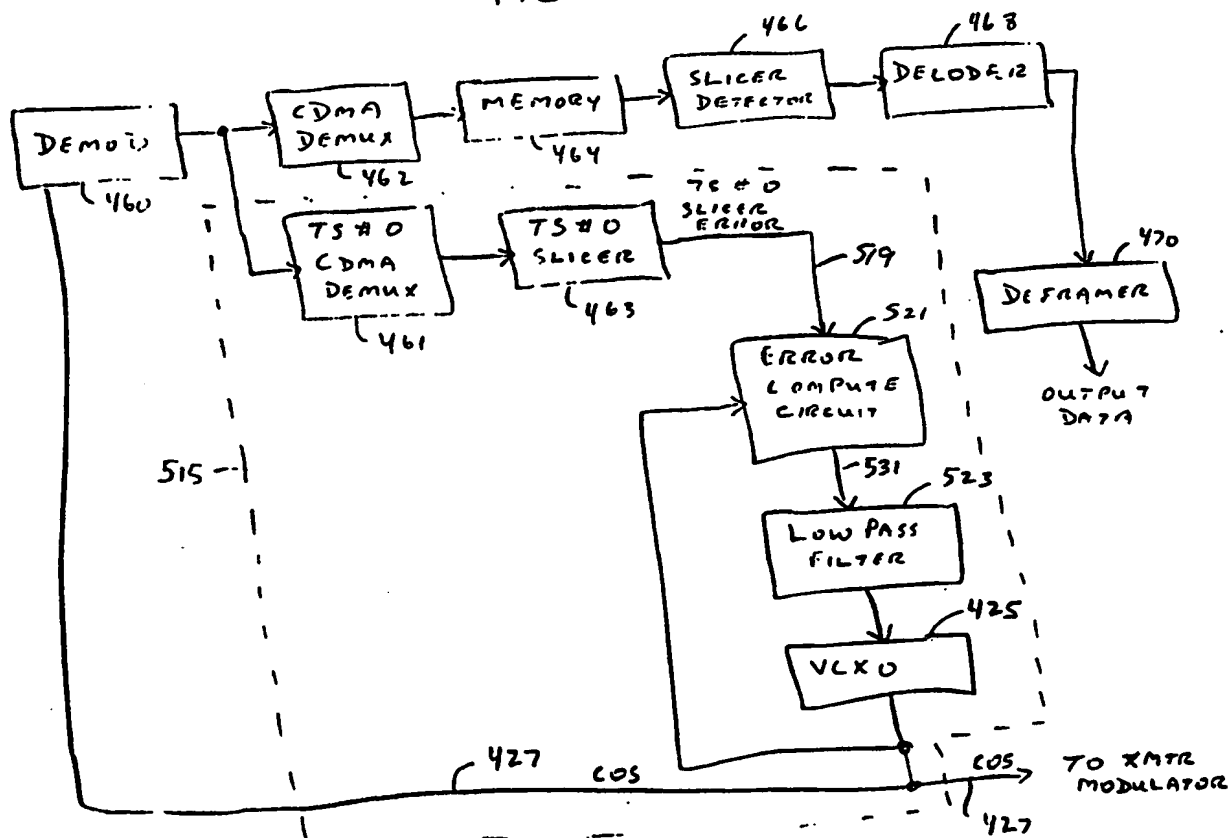 466
468
SLICER
DETECTOR
DECODER
CDMA
DEMUX
MEMORY
DEMOD
464
462
460
TS # 0
SLICER
ERROR
TS # 0
CDMA
DEMUX
TS # 0
SLICER
519
470
DEFRAMER
463
461
521
ERROR
COMPUTE
CIRCUIT
OUTPUT
DATA
515
531
523
LOW PASS
FILTER
425
VCXO
427
COS
COS
TO XMTR
MODULATOR
427